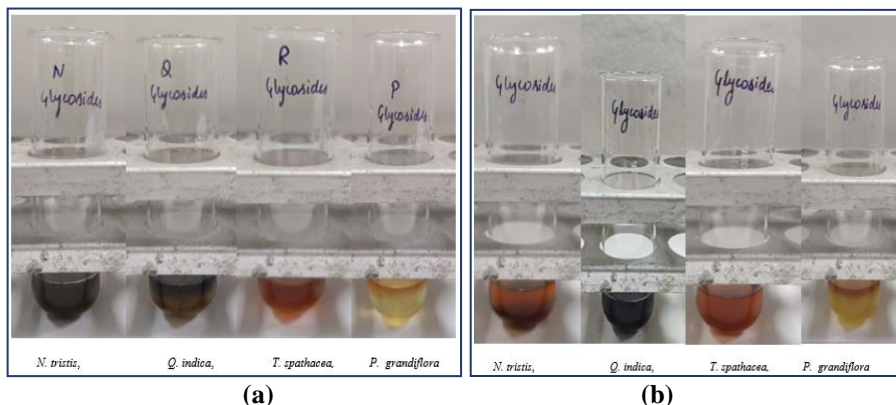 N
Glycosides
Q
Glycosides
R
Glycosides
P
Glycosides
N. tristis,
Q. indica,
T. spathacea,
P. grandiflora
(a)
Glycosides
Glycosides
Glycosides
Glycosides
N. tristis,
Q. indica,
T. spathacea,
P. grandiflora
(b)